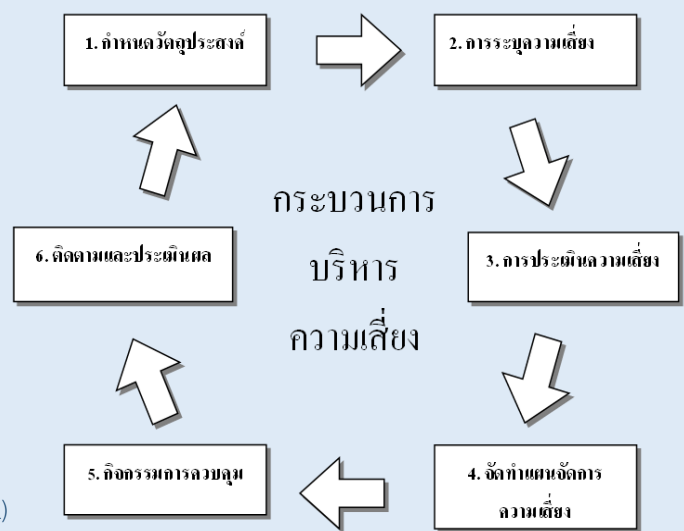 1. กำหนดวัตถุประสงค์
2. การระบุความเสี่ยง
กระบวนการ
บริหาร
ความเสี่ยง
3. การประเมินความเสี่ยง
4. จัดทำแผนจัดการ
ความเสี่ยง
5. กิจกรรมการควบคุม
6. ติดตามและประเมินผล
)